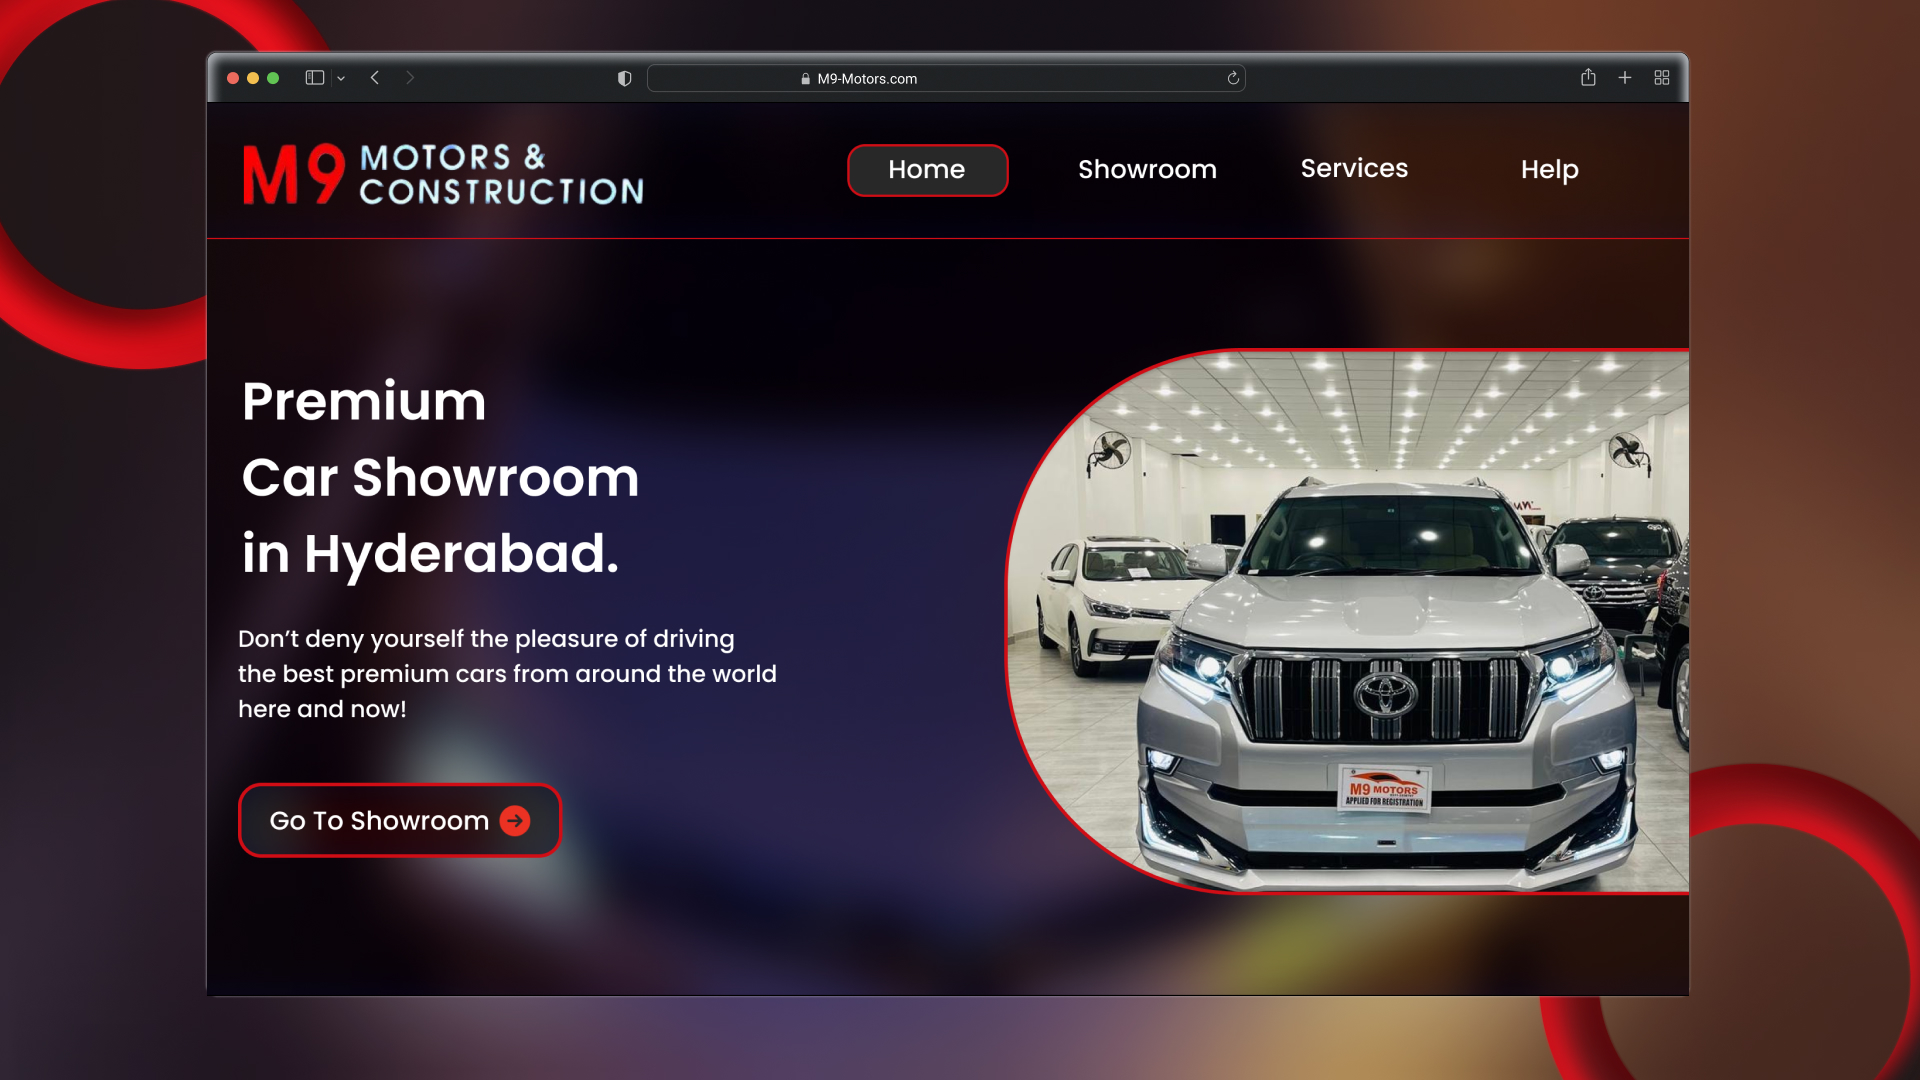 M9-Motors.com
M9 MOTORS &
CONSTRUCTION
Home
Showroom
Services
Help
Premium
Car Showroom
in Hyderabad.
Don’t deny yourself the pleasure of driving
the best premium cars from around the world
here and now!
Go To Showroom
M9 MOTORS
APPLIED FOR REGISTRATION